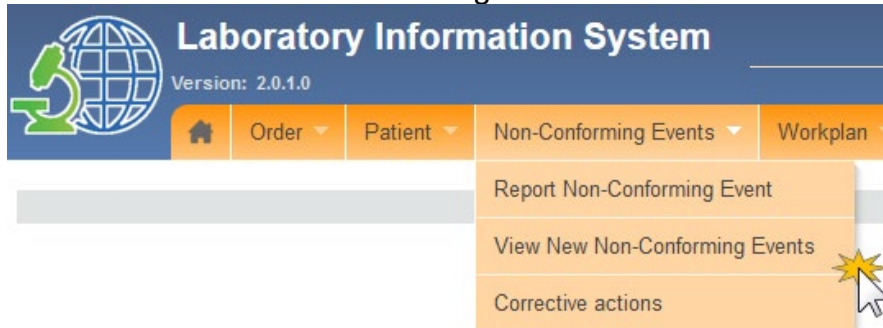 Laboratory Information System
Version: 2.0.1.0
Order Patient Non-Conforming Events Workplan
Report Non-Conforming Event
View New Non-Conforming Events
Corrective actions